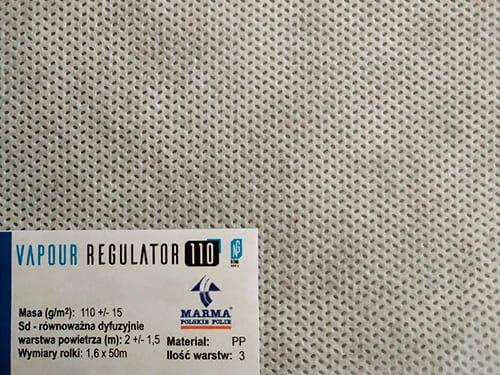 VAPOUR REGULATOR 110
NG
MARMA
POLSKIE FOLIE
Masa (g/m²): 110 +/- 15
Sd - równoważna dyfuzyjnie
warstwa powietrza (m): 2 +/- 1,5
Wymiary rolki: 1,6 x 50m
Materiał: PP
Ilość warstw: 3